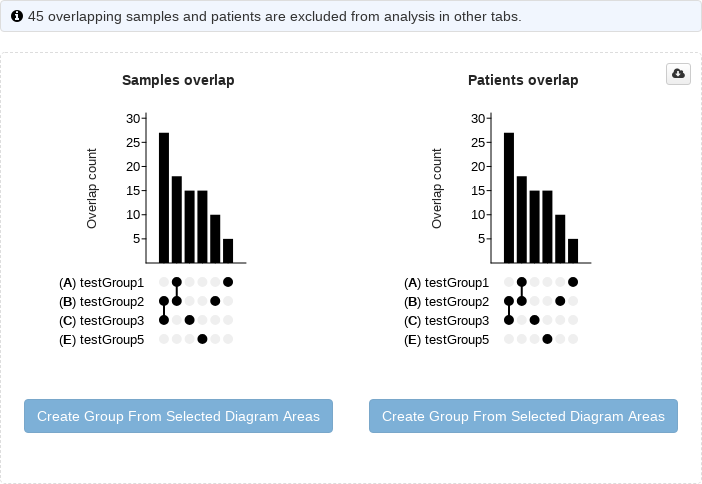 45 overlapping samples and patients are excluded from analysis in other tabs.
Samples overlap
Overlap count
30
25
20
15
10
5
(A) testGroup1
(B) testGroup2
(C) testGroup3
(E) testGroup5
Create Group From Selected Diagram Areas
Patients overlap
Overlap count
30
25
20
15
10
5
(A) testGroup1
(B) testGroup2
(C) testGroup3
(E) testGroup5
Create Group From Selected Diagram Areas